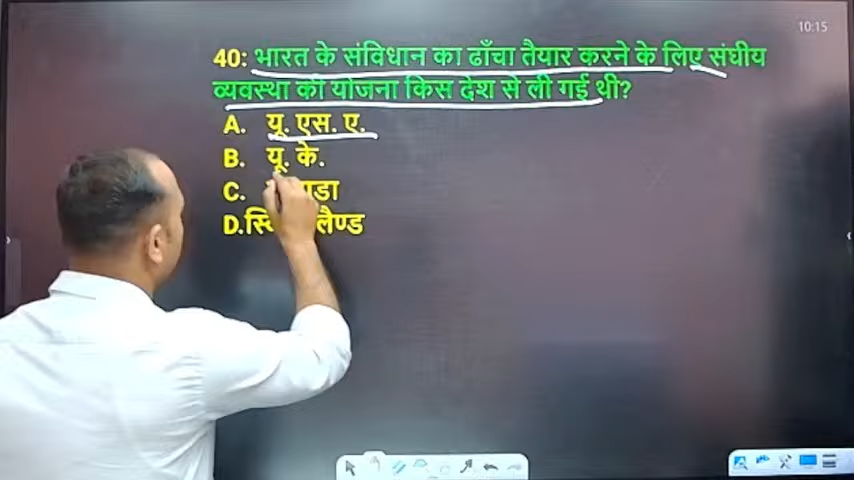 10:15
40: भारत के संविधान का ढाँचा तैयार करने के लिए संघीय
व्यवस्था की योजना किस देश से ली गई थी?
A. यू. एस. ए.
B. यू. के.
C.
D.